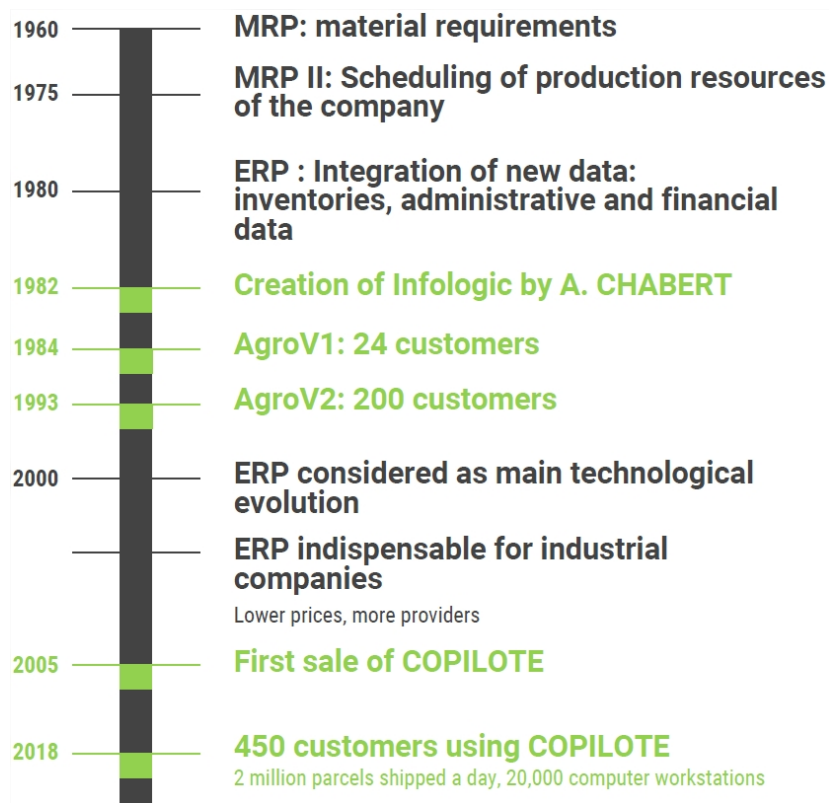 1960
MRP: material requirements
1975
MRP II: Scheduling of production resources
of the company
1980
ERP : Integration of new data:
inventories, administrative and financial
data
1982
Creation of Infologic by A. CHABERT
1984
AgroV1: 24 customers
1993
AgroV2: 200 customers
2000
ERP considered as main technological
evolution
ERP indispensable for industrial
companies
Lower prices, more providers
2005
First sale of COPILOTE
2018
450 customers using COPILOTE
2 million parcels shipped a day, 20,000 computer workstations